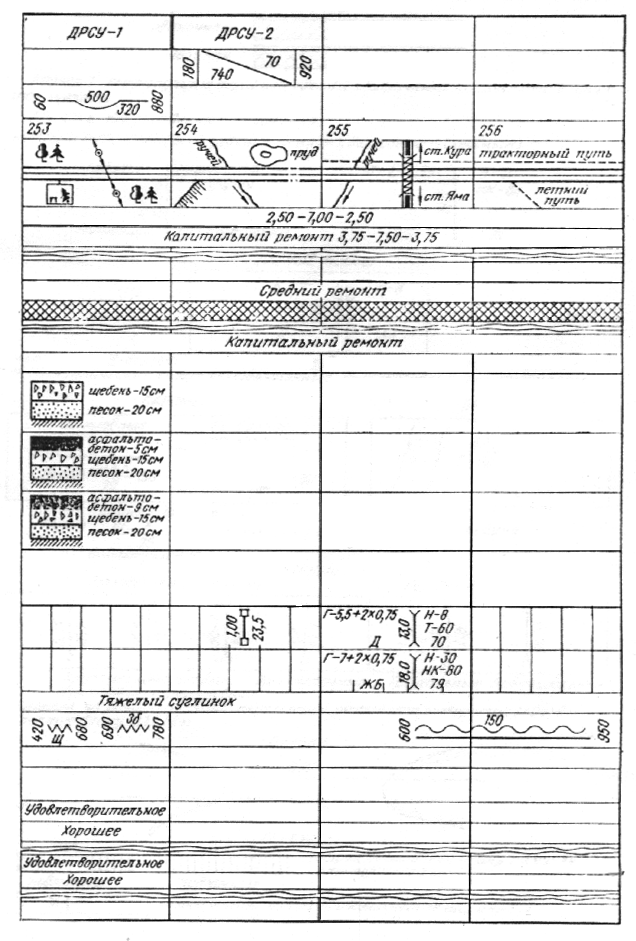 ДРСУ-1 ДРСУ-2
180 740 70 920
60 500 320 880
253 254 255 256
ручей пруд ручей ст. Кура тракторный путь
ст. Яма летний
путь
2,50-7,00-2,50
Капитальный ремонт 3,75-7,50-3,75
Средний ремонт
Капитальный ремонт
щебень-15см
песок-20см
асфальто-
бетон-5см
щебень-15см
песок-20см
асфальто-
бетон-9см
щебень-15см
песок-20см
1,00 23,5 Г-5,5+2×0,75 13,0 Н-8
Т-60
Д 70
Г-7+2×0,75 18,0 Н-30
НК-80
ЖБ 79
Тяжелый суглинок
420 Щ 680 690 Зб 780 600 150 950
Удовлетворительное
Хорошее
Удовлетворительное
Хорошее